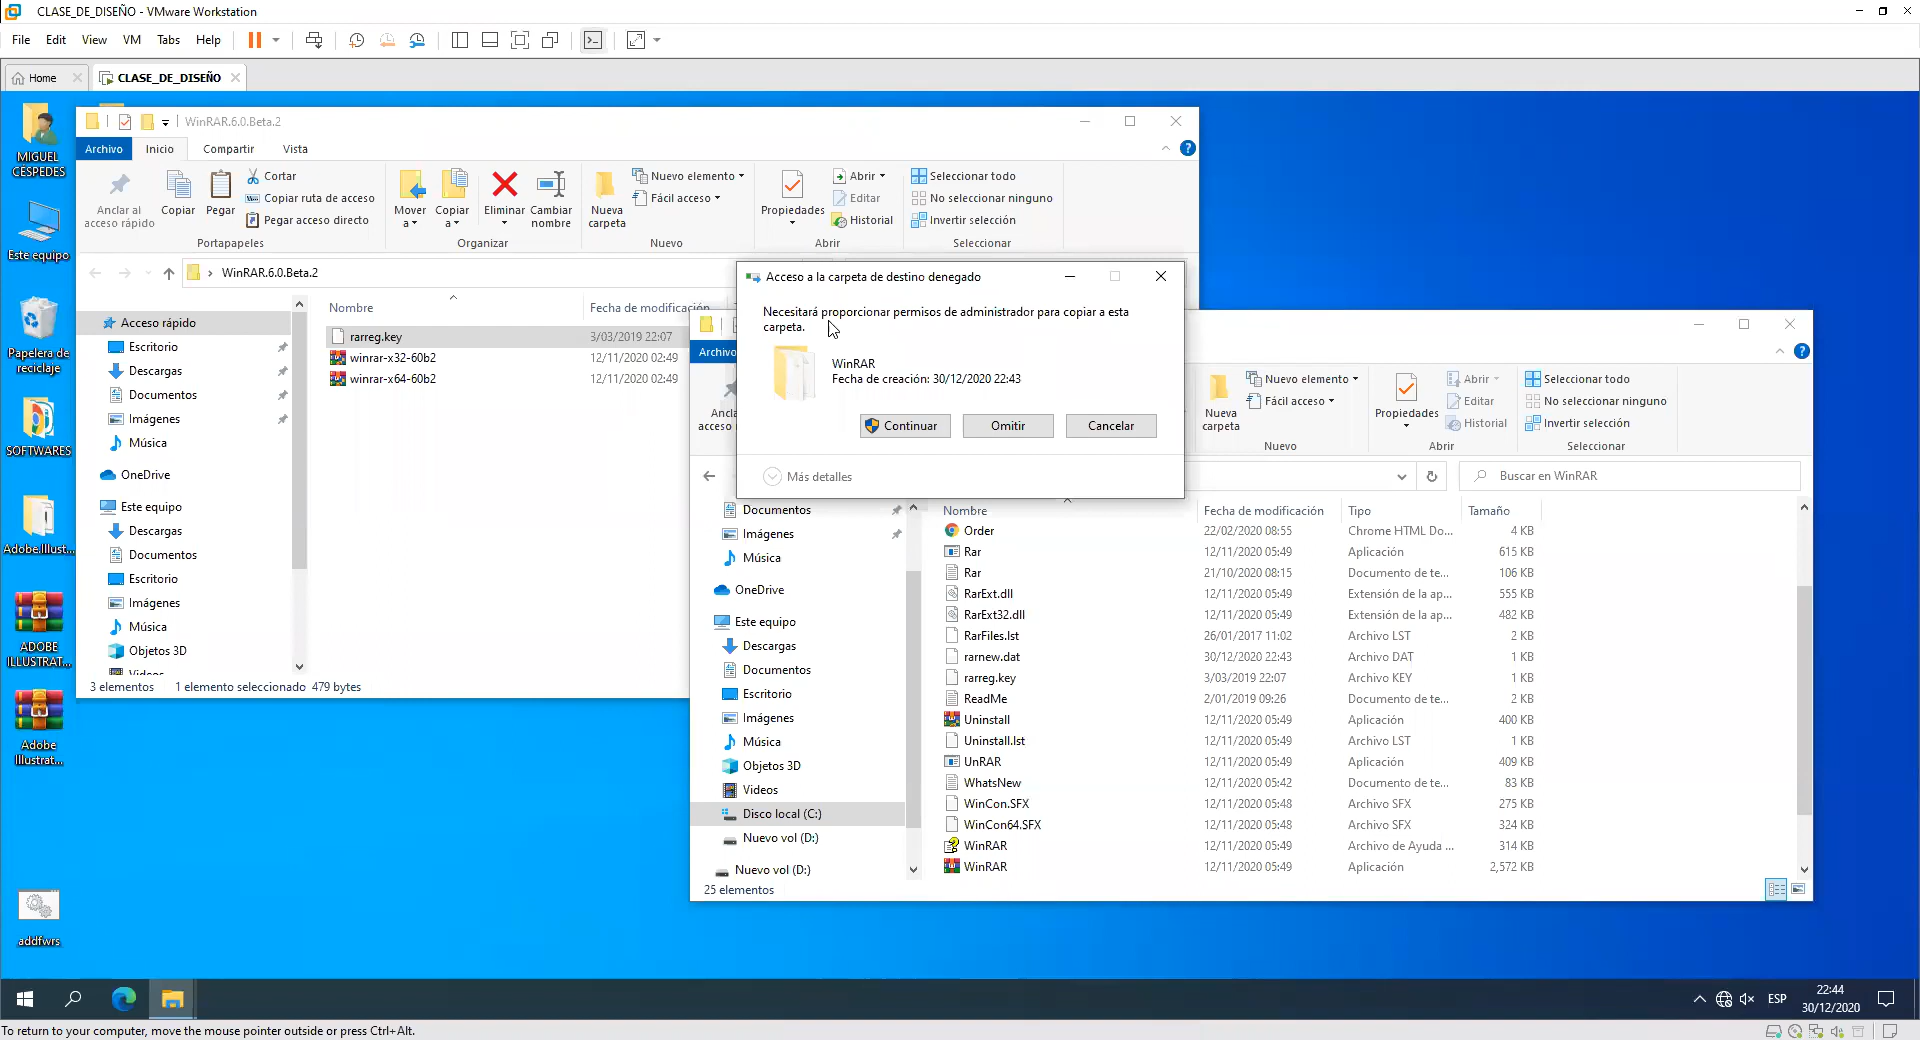 CLASE_DE_DISEÑO - VMware Workstation
File Edit View VM Tabs Help
Home CLASE_DE_DISEÑO
MIGUEL CESPEDES
Este equipo
Papelera de reciclaje
SOFTWARES
Adobe.Illust...
ADOBE ILLUSTRAT...
Adobe Illustrat...
addfwrs
WinRAR.6.0.Beta.2
Archivo Inicio Compartir Vista
Anclar al acceso rápido
Copiar
Pegar
Cortar
Copiar ruta de acceso
Pegar acceso directo
Portapapeles
Mover a
Copiar a
Eliminar
Cambiar nombre
Organizar
Nueva carpeta
Nuevo elemento
Fácil acceso
Nuevo
Propiedades
Abrir
Editar
Historial
Abrir
Seleccionar todo
No seleccionar ninguno
Invertir selección
Seleccionar
WinRAR.6.0.Beta.2
Acceso rápido
Escritorio
Descargas
Documentos
Imágenes
Música
OneDrive
Este equipo
Descargas
Documentos
Escritorio
Imágenes
Música
Objetos 3D
Videos
Nombre Fecha de modificación
rarreg.key 3/03/2019 22:07
winrar-x32-60b2 12/11/2020 02:49
winrar-x64-60b2 12/11/2020 02:49
3 elementos 1 elemento seleccionado 479 bytes
Acceso a la carpeta de destino denegado
Necesitará proporcionar permisos de administrador para copiar a esta
carpeta.
WinRAR
Fecha de creación: 30/12/2020 22:43
Continuar Omitir Cancelar
Más detalles
Archivo
Nueva carpeta
Nuevo elemento
Fácil acceso
Nuevo
Propiedades
Abrir
Editar
Historial
Abrir
Seleccionar todo
No seleccionar ninguno
Invertir selección
Seleccionar
Buscar en WinRAR
Documentos
Imágenes
Música
OneDrive
Este equipo
Descargas
Documentos
Escritorio
Imágenes
Música
Objetos 3D
Videos
Disco local (C:)
Nuevo vol (D:)
Nuevo vol (D:)
Nombre Fecha de modificación Tipo Tamaño
Order 22/02/2020 08:55 Chrome HTML Do... 4 KB
Rar 12/11/2020 05:49 Aplicación 615 KB
Rar 21/10/2020 08:15 Documento de te... 106 KB
RarExt.dll 12/11/2020 05:49 Extensión de la ap... 555 KB
RarExt32.dll 12/11/2020 05:49 Extensión de la ap... 482 KB
RarFiles.lst 26/01/2017 11:02 Archivo LST 2 KB
rarnew.dat 30/12/2020 22:43 Archivo DAT 1 KB
rarreg.key 3/03/2019 22:07 Archivo KEY 1 KB
ReadMe 2/01/2019 09:26 Documento de te... 2 KB
Uninstall 12/11/2020 05:49 Aplicación 400 KB
Uninstall.lst 12/11/2020 05:49 Archivo LST 1 KB
UnRAR 12/11/2020 05:49 Aplicación 409 KB
WhatsNew 12/11/2020 05:42 Documento de te... 83 KB
WinCon.SFX 12/11/2020 05:48 Archivo SFX 275 KB
WinCon64.SFX 12/11/2020 05:48 Archivo SFX 324 KB
WinRAR 12/11/2020 05:49 Archivo de Ayuda ... 314 KB
WinRAR 12/11/2020 05:49 Aplicación 2,572 KB
25 elementos
ESP
22:44
30/12/2020
To return to your computer, move the mouse pointer outside or press Ctrl+Alt.